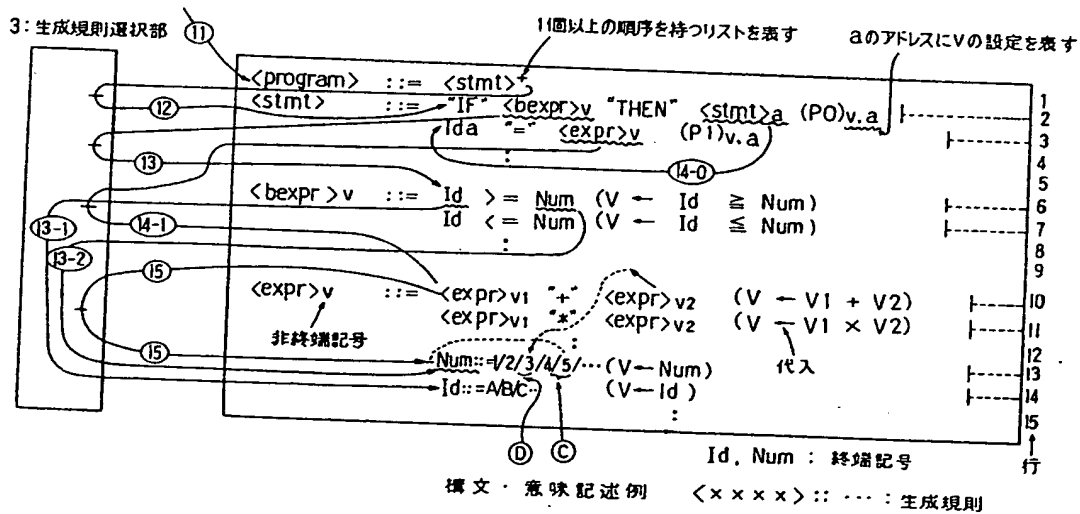 3: 生成規則選択部
⑪
1l固以上の順序を持つリストを表す
aのアドレスにVの設定を表す
<program> ::= <stmt>+ 1
<stmt> ::= "IF" <bexpr>v "THEN" <stmt>a (P0)v.a 2
Ida "=" <expr>v (P1)v.a 3
: 4
5
<bexpr>v ::= Id >= Num (V ← Id ≧ Num) 6
Id <= Num (V ← Id ≦ Num) 7
: 8
9
<expr>v ::= <expr>v1 "+" <expr>v2 (V ← V1 + V2) 10
<expr>v1 "*" <expr>v2 (V ← V1 × V2) 11
: 12
Num::=1/2/3/4/5/… (V←Num) 13
Id::=A/B/C… (V←Id) 14
: 15
⑫
⑬
14-0
13-1
14-1
13-2
⑮
⑮
非終端記号
代入
Ⓓ
Ⓒ
行
Id, Num : 終端記号
構文・意味記述例
<××××>:: … : 生成規則